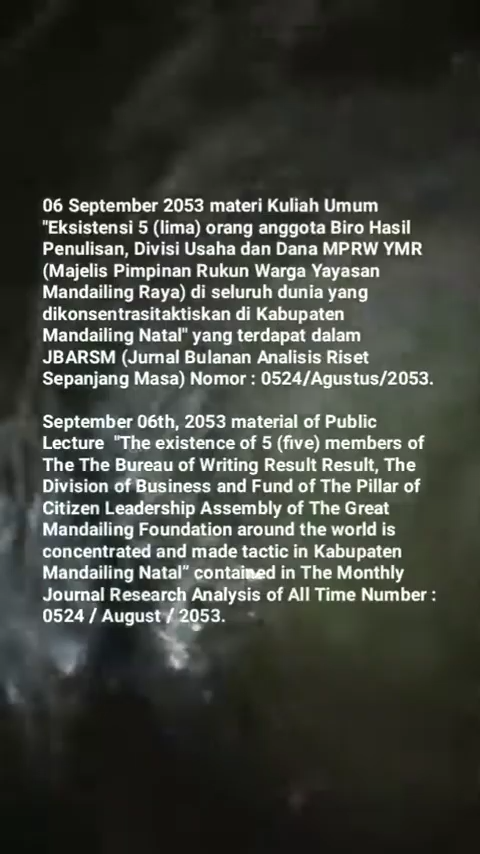 06 September 2053 materi Kuliah Umum
"Eksistensi 5 (lima) orang anggota Biro Hasil
Penulisan, Divisi Usaha dan Dana MPRW YMR
(Majelis Pimpinan Rukun Warga Yayasan
Mandailing Raya) di seluruh dunia yang
dikonsentrasitaktiskan di Kabupaten
Mandailing Natal" yang terdapat dalam
JBARSM (Jurnal Bulanan Analisis Riset
Sepanjang Masa) Nomor : 0524/Agustus/2053.

September 06th, 2053 material of Public
Lecture "The existence of 5 (five) members of
The The Bureau of Writing Result Result, The
Division of Business and Fund of The Pillar of
Citizen Leadership Assembly of The Great
Mandailing Foundation around the world is
concentrated and made tactic in Kabupaten
Mandailing Natal” contained in The Monthly
Journal Research Analysis of All Time Number :
0524 / August / 2053.